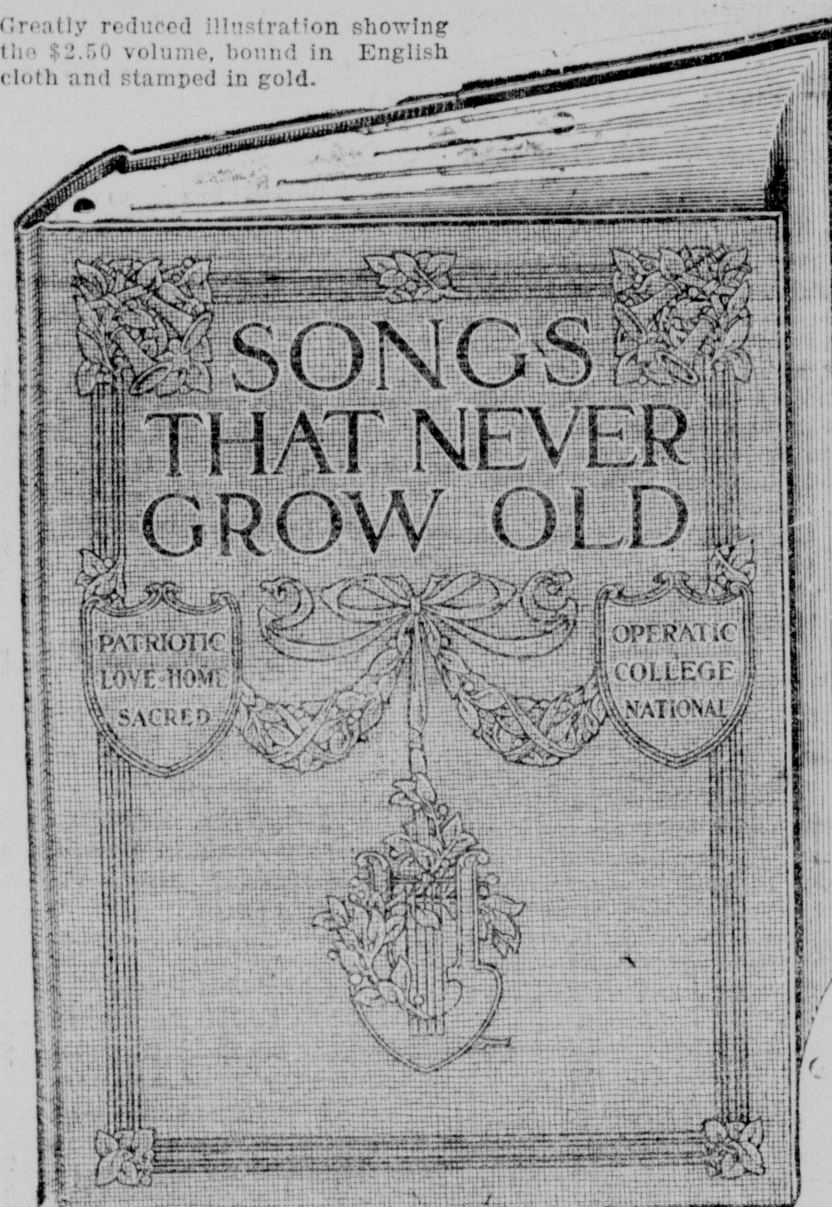 Greatly reduced illustration showing
the $2.50 volume, bound in English
cloth and stamped in gold.
SONGS
THAT NEVER
GROW OLD
PATRIOTIC
LOVE-HOME
SACRED
OPERATIC
COLLEGE
NATIONAL